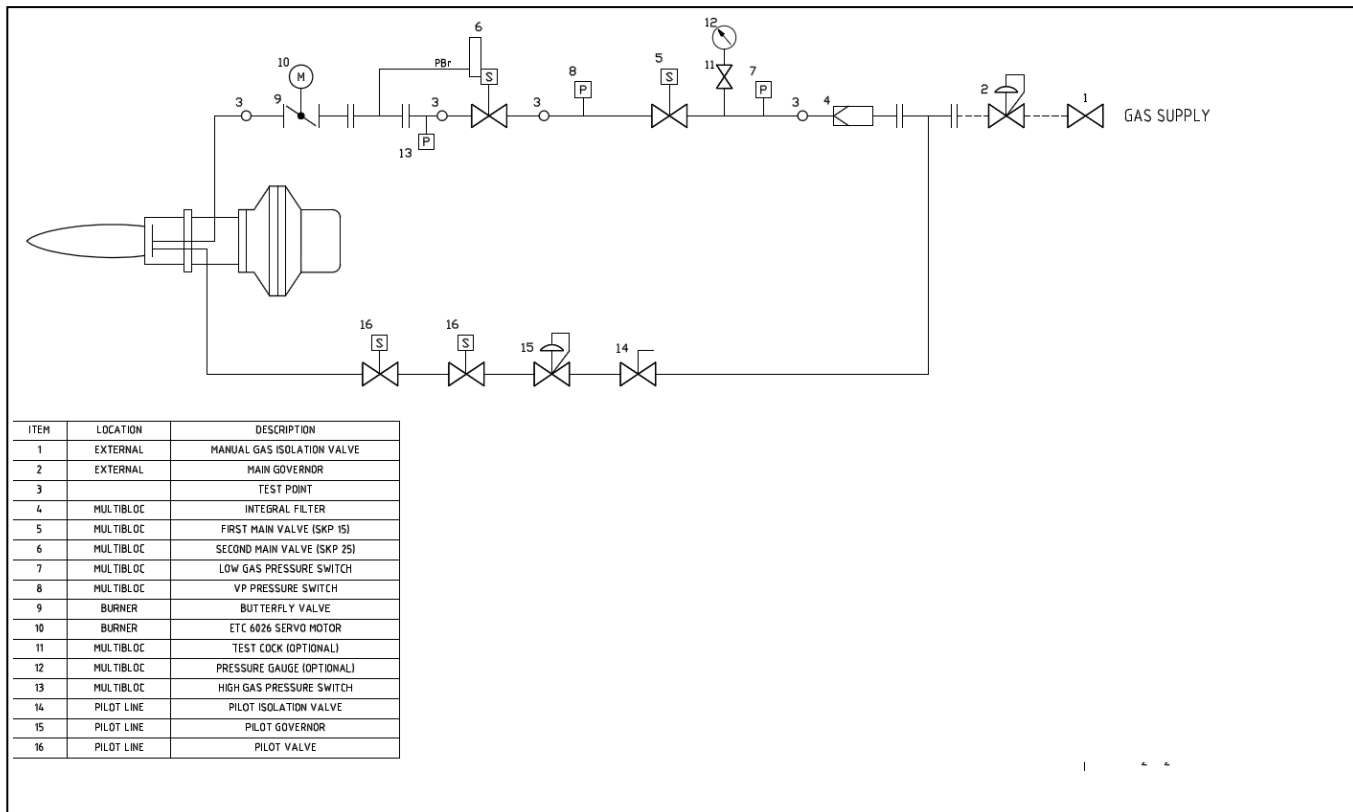 12
6
10
PBr
8
5
11
7
2
1
M
S
P
S
P
3
9
3
3
3
4
GAS SUPPLY
P
13
16
16
15
14
S
S
ITEM LOCATION DESCRIPTION
1 EXTERNAL MANUAL GAS ISOLATION VALVE
2 EXTERNAL MAIN GOVERNOR
3 TEST POINT
4 MULTIBLOC INTEGRAL FILTER
5 MULTIBLOC FIRST MAIN VALVE (SKP 15)
6 MULTIBLOC SECOND MAIN VALVE (SKP 25)
7 MULTIBLOC LOW GAS PRESSURE SWITCH
8 MULTIBLOC VP PRESSURE SWITCH
9 BURNER BUTTERFLY VALVE
10 BURNER ETC 6026 SERVO MOTOR
11 MULTIBLOC TEST COCK (OPTIONAL)
12 MULTIBLOC PRESSURE GAUGE (OPTIONAL)
13 MULTIBLOC HIGH GAS PRESSURE SWITCH
14 PILOT LINE PILOT ISOLATION VALVE
15 PILOT LINE PILOT GOVERNOR
16 PILOT LINE PILOT VALVE